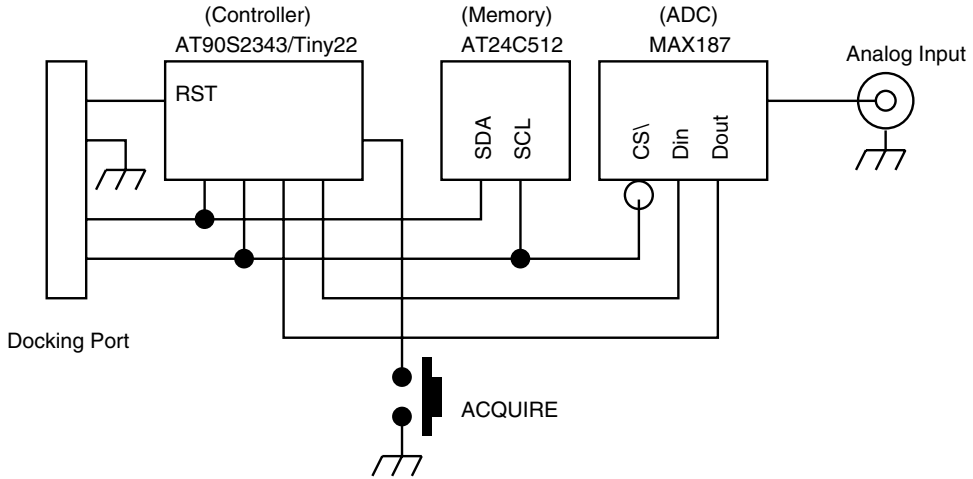 (Controller)
AT90S2343/Tiny22
(Memory)
AT24C512
(ADC)
MAX187
Analog Input
RST
SDA
SCL
CS\
Din
Dout
Docking Port
ACQUIRE